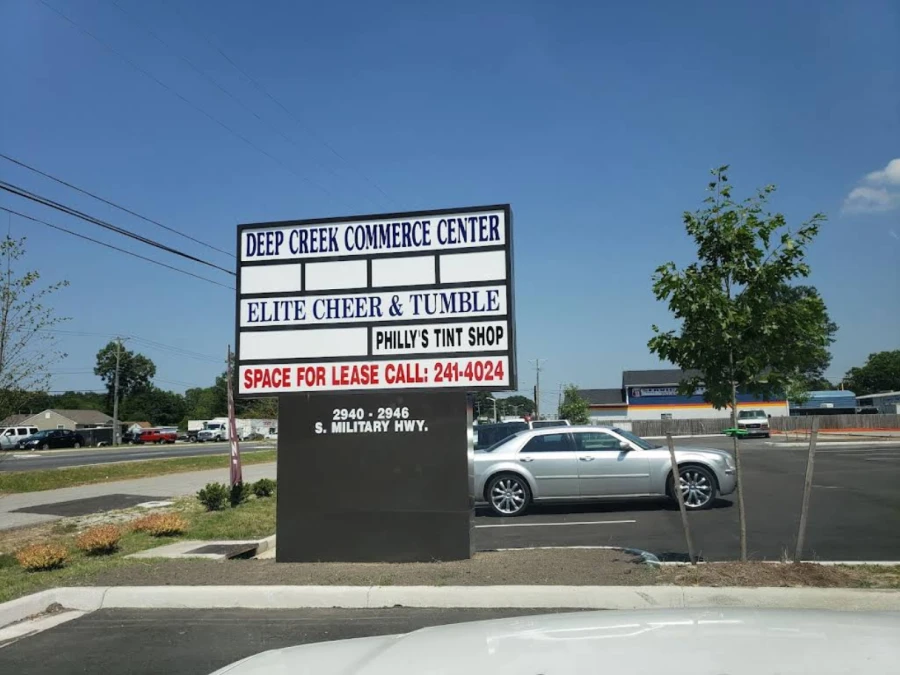 DEEP CREEK COMMERCE CENTER
ELITE CHEER & TUMBLE
PHILLY'S TINT SHOP
SPACE FOR LEASE CALL: 241-4024
2940 - 2946
S. MILITARY HWY.